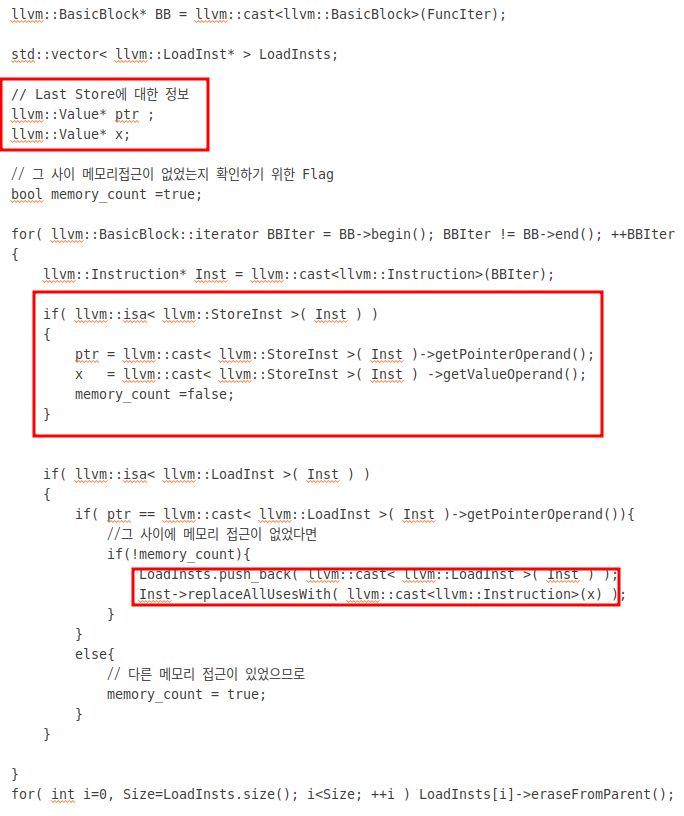 llvm::BasicBlock* BB = llvm::cast<llvm::BasicBlock>(FuncIter);
std::vector< llvm::LoadInst* > LoadInsts;
// Last Store에 대한 정보
llvm::Value* ptr ;
llvm::Value* x;
// 그 사이 메모리접근이 없었는지 확인하기 위한 Flag
bool memory_count =true;
for( llvm::BasicBlock::iterator BBIter = BB->begin(); BBIter != BB->end(); ++BBIter
{
llvm::Instruction* Inst = llvm::cast<llvm::Instruction>(BBIter);
if( llvm::isa< llvm::StoreInst >( Inst ) )
{
ptr = llvm::cast< llvm::StoreInst >( Inst )->getPointerOperand();
x   = llvm::cast< llvm::StoreInst >( Inst ) ->getValueOperand();
memory_count =false;
}
if( llvm::isa< llvm::LoadInst >( Inst ) )
{
if( ptr == llvm::cast< llvm::LoadInst >( Inst )->getPointerOperand()){
//그 사이에 메모리 접근이 없었다면
if(!memory_count){
LoadInsts.push_back( llvm::cast< llvm::LoadInst >( Inst ) );
Inst->replaceAllUsesWith( llvm::cast<llvm::Instruction>(x) );
}
}
else{
// 다른 메모리 접근이 있었으므로
memory_count = true;
}
}
}
for( int i=0, Size=LoadInsts.size(); i<Size; ++i ) LoadInsts[i]->eraseFromParent();